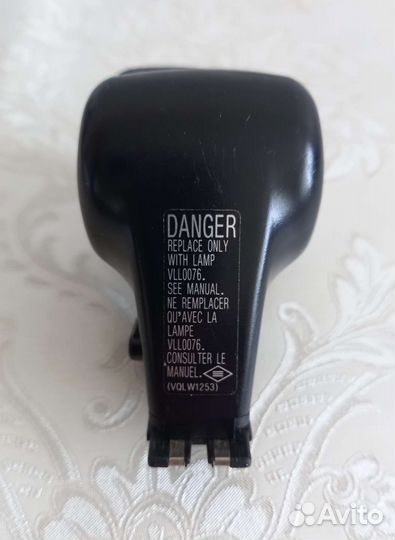 DANGER
REPLACE ONLY
WITH LAMP
VLL0076.
SEE MANUAL.
NE REMPLACER
QU'AVEC LA
LAMPE
VLL0076.
CONSULTER LE
MANUEL.
(VQLW1253)
Avito